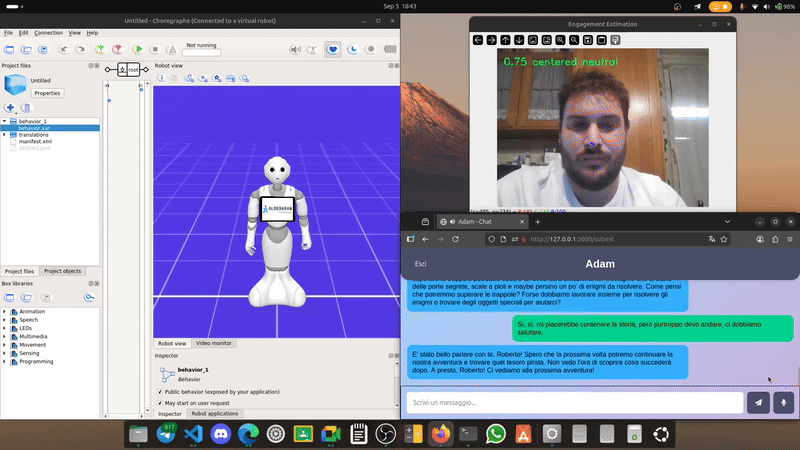 Sep 5 18:43
98%
Untitled - Choregraphe (Connected to a virtual robot)
File Edit Connection View Help
Not running
Project files
Untitled
Properties
behavior_1
behavior.xar
translations
manifest.xml
Project files Project objects
Box libraries
Animation
Speech
LEDs
Multimedia
Movement
Sensing
Programming
root
Robot view
ALDEBARAN
Robot view Video monitor
Inspector
behavior_1
Behavior
Public behavior (exposed by your application)
May start on user request
Inspector Robot applications
Engagement Estimation
0.75 centered neutral
Adam - Chat
http://127.0.0.1:5000/submit
Esci
Adam
delle porte segrete, scale a pioli e maybe persino un po' di enigmi da risolvere. Come pensi
che potremmo superare le trappole? Forse dobbiamo lavorare insieme per risolvere gli
enigmi o trovare degli oggetti speciali per aiutarci?
Sì, sì, mi piacerebbe contenere la storia, però purtroppo devo andare, ci dobbiamo
salutare.
E' stato bello parlare con te, Roberto! Spero che la prossima volta potremo continuare la
nostra avventura e trovare quel tesoro pirata. Non vedo l'ora di scoprire cosa succederà
dopo. A presto, Roberto! Ci vediamo alla prossima avventura!
Scrivi un messaggio...
017